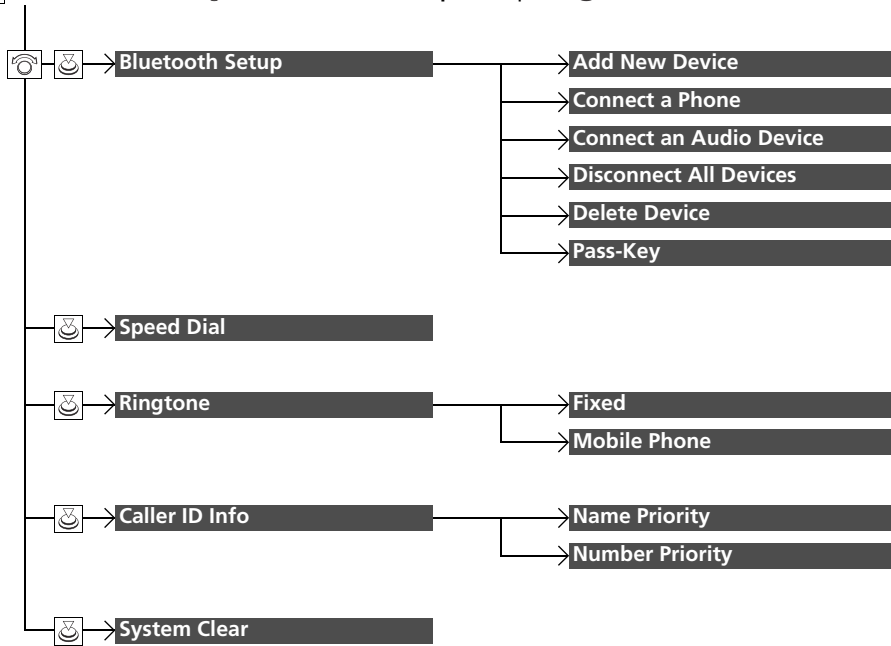 Bluetooth Setup
Add New Device
Connect a Phone
Connect an Audio Device
Disconnect All Devices
Delete Device
Pass-Key
Speed Dial
Ringtone
Fixed
Mobile Phone
Caller ID Info
Name Priority
Number Priority
System Clear